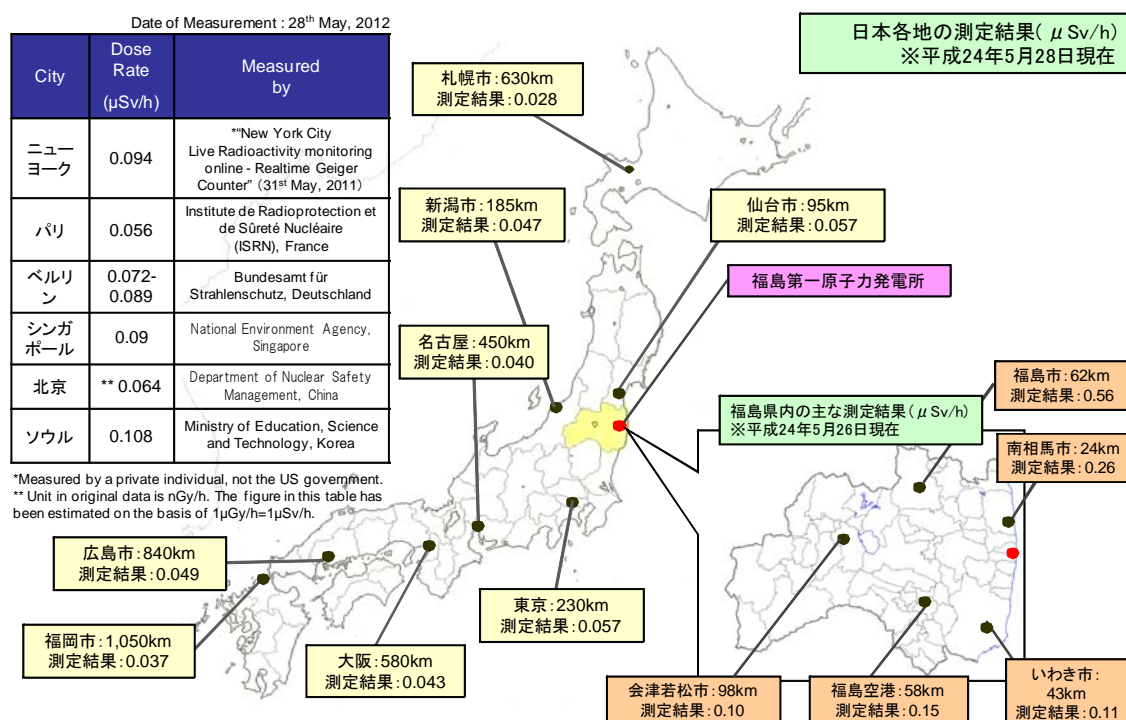 Date of Measurement : 28th May, 2012
City
Dose
Rate
(μSv/h)
Measured
by
ニュー
ヨーク
0.094
*“New York City
Live Radioactivity monitoring
online - Realtime Geiger
Counter” (31st May, 2011)
パリ
0.056
Institute de Radioprotection et
de Sûreté Nucléaire
(ISRN), France
ベルリ
ン
0.072-
0.089
Bundesamt für
Strahlenschutz, Deutschland
シンガ
ポール
0.09
National Environment Agency,
Singapore
北京
** 0.064
Department of Nuclear Safety
Management, China
ソウル
0.108
Ministry of Education, Science
and Technology, Korea
*Measured by a private individual, not the US government.
** Unit in original data is nGy/h. The figure in this table has
been estimated on the basis of 1μGy/h=1μSv/h.
日本各地の測定結果(μSv/h)
※平成24年5月28日現在
札幌市:630km
測定結果:0.028
新潟市:185km
測定結果:0.047
仙台市:95km
測定結果:0.057
福島第一原子力発電所
名古屋:450km
測定結果:0.040
福島県内の主な測定結果(μSv/h)
※平成24年5月26日現在
福島市:62km
測定結果:0.56
南相馬市:24km
測定結果:0.26
広島市:840km
測定結果:0.049
福岡市:1,050km
測定結果:0.037
大阪:580km
測定結果:0.043
東京:230km
測定結果:0.057
会津若松市:98km
測定結果:0.10
福島空港:58km
測定結果:0.15
いわき市:
43km
測定結果:0.11